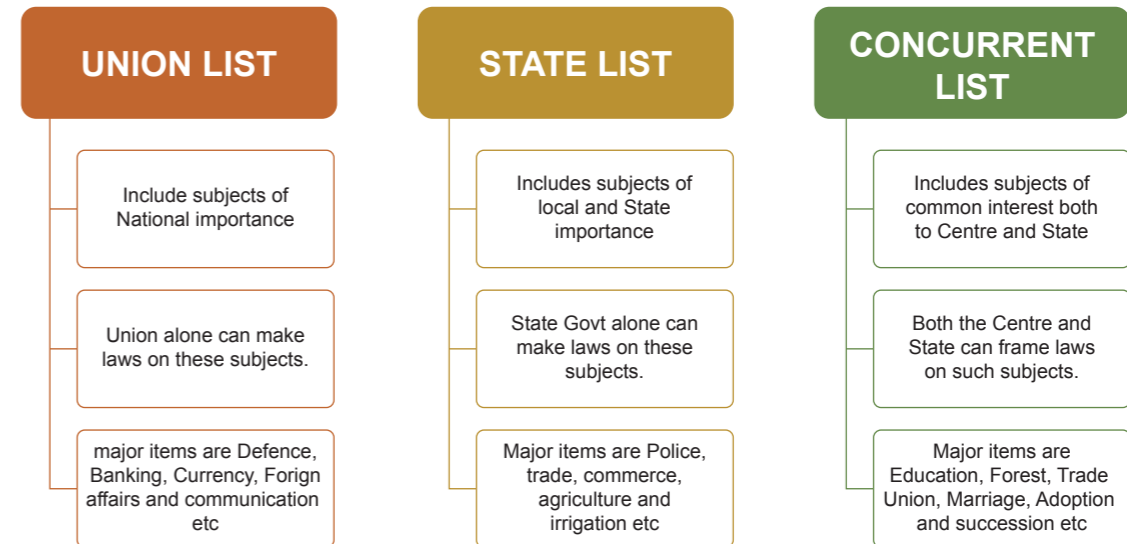 UNION LIST
Include subjects of
National importance
Union alone can make
laws on these subjects.
major items are Defence,
Banking, Currency, Forign
affairs and communication
etc
STATE LIST
Includes subjects of
local and State
importance
State Govt alone can
make laws on these
subjects.
Major items are Police,
trade, commerce,
agriculture and
irrigation etc
CONCURRENT
LIST
Includes subjects of
common interest both
to Centre and State
Both the Centre and
State can frame laws
on such subjects.
Major items are
Education, Forest, Trade
Union, Marriage, Adoption
and succession etc